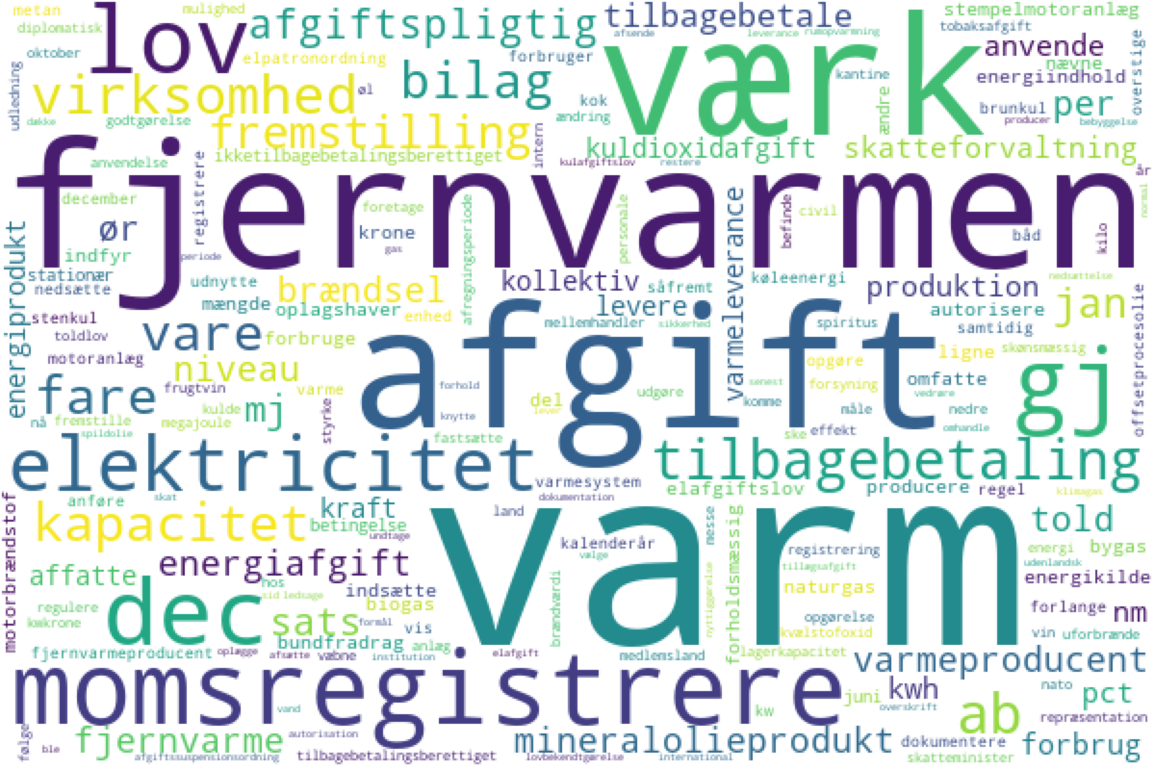 metan
mulighed
diplomatisk
lov
afgiftspligtig
tilbagebetale
stempelmotoranlæg
afsende
leverance
rumopvarmning
tobaksafgift
oktober
elpatronordning
forbruger
værk
anvende
nævne
udledning
virksomhed
øl
bilag
kantine
energiindhold
overstige
kok
ændring
ændre
brunkul
per
producer
bebyggelse
dække
godtgørelse
fremstilling
intern
kuldioxidafgift
skatteforvaltning
anvendelse
registrere
ikketilbagebetalingsberettiget
kulafgiftslov
restere
år
fjernvarmen
december
ør
indfyr
periode
foretage
krone
gas
afregningsperiode
personale
varmeleverance
befinde
civil
båd
kilo
normal
energiprodukt
stationær
nedsætte
udnytte
mængde
brændsel
oplagshaver
enhed
kollektiv
såfremt
levere
køleenergi
produktion
nedsættelse
autorisere
jan
samtidig
stenkul
toldlov
motoranlæg
vare
forbruge
mellemhandler
sikkerhed
spiritus
offsetprocesolie
afgift
niveau
frugtvin
varme
opgøre
forsyning
ligne
skønsmæssig
omfatte
gj
fare
kulde
megajoule
mj
styrke
forhold
knytte
del
lever
udgøre
komme
senest
måle
vedrøre
nedre
omhandle
nå
fremstille
spildolie
fastsætte
ske
effekt
elektricitet
tilbagebetaling
varmesystem
dokumentation
elafgiftslov
producere
regel
klimagas
motorbrændstof
anføre
skat
kraft
kapacitet
betingelse
undtage
land
messe
forholdsmæssig
told
varm
kalenderår
vælge
registrering
tillægsafgift
energi
udenlandsk
bygas
energiafgift
affatte
hos
sid
ledsage
indsætte
biogas
brændværdi
nyttiggørelse
naturgas
energikilde
regulere
kwkrone
dec
sats
formål
vis
opgørelse
kvælstofoxid
forlange
nm
vin
uforbrænde
bundfradrag
anlæg
fjernvarmeproducent
oplægge
afsætte
væbne
institution
elafgift
medlemsland
lagerkapacitet
varmeproducent
momsregistrere
juni
kwh
overskrift
nato
pct
ab
repræsentation
følge
vand
autorisation
kw
fjernvarme
mineralolieprodukt
dokumentere
forbrug
ble
afgiftssuspensionsordning
tilbagebetalingsberettiget
lovbekendtgørelse
international
skatteminister